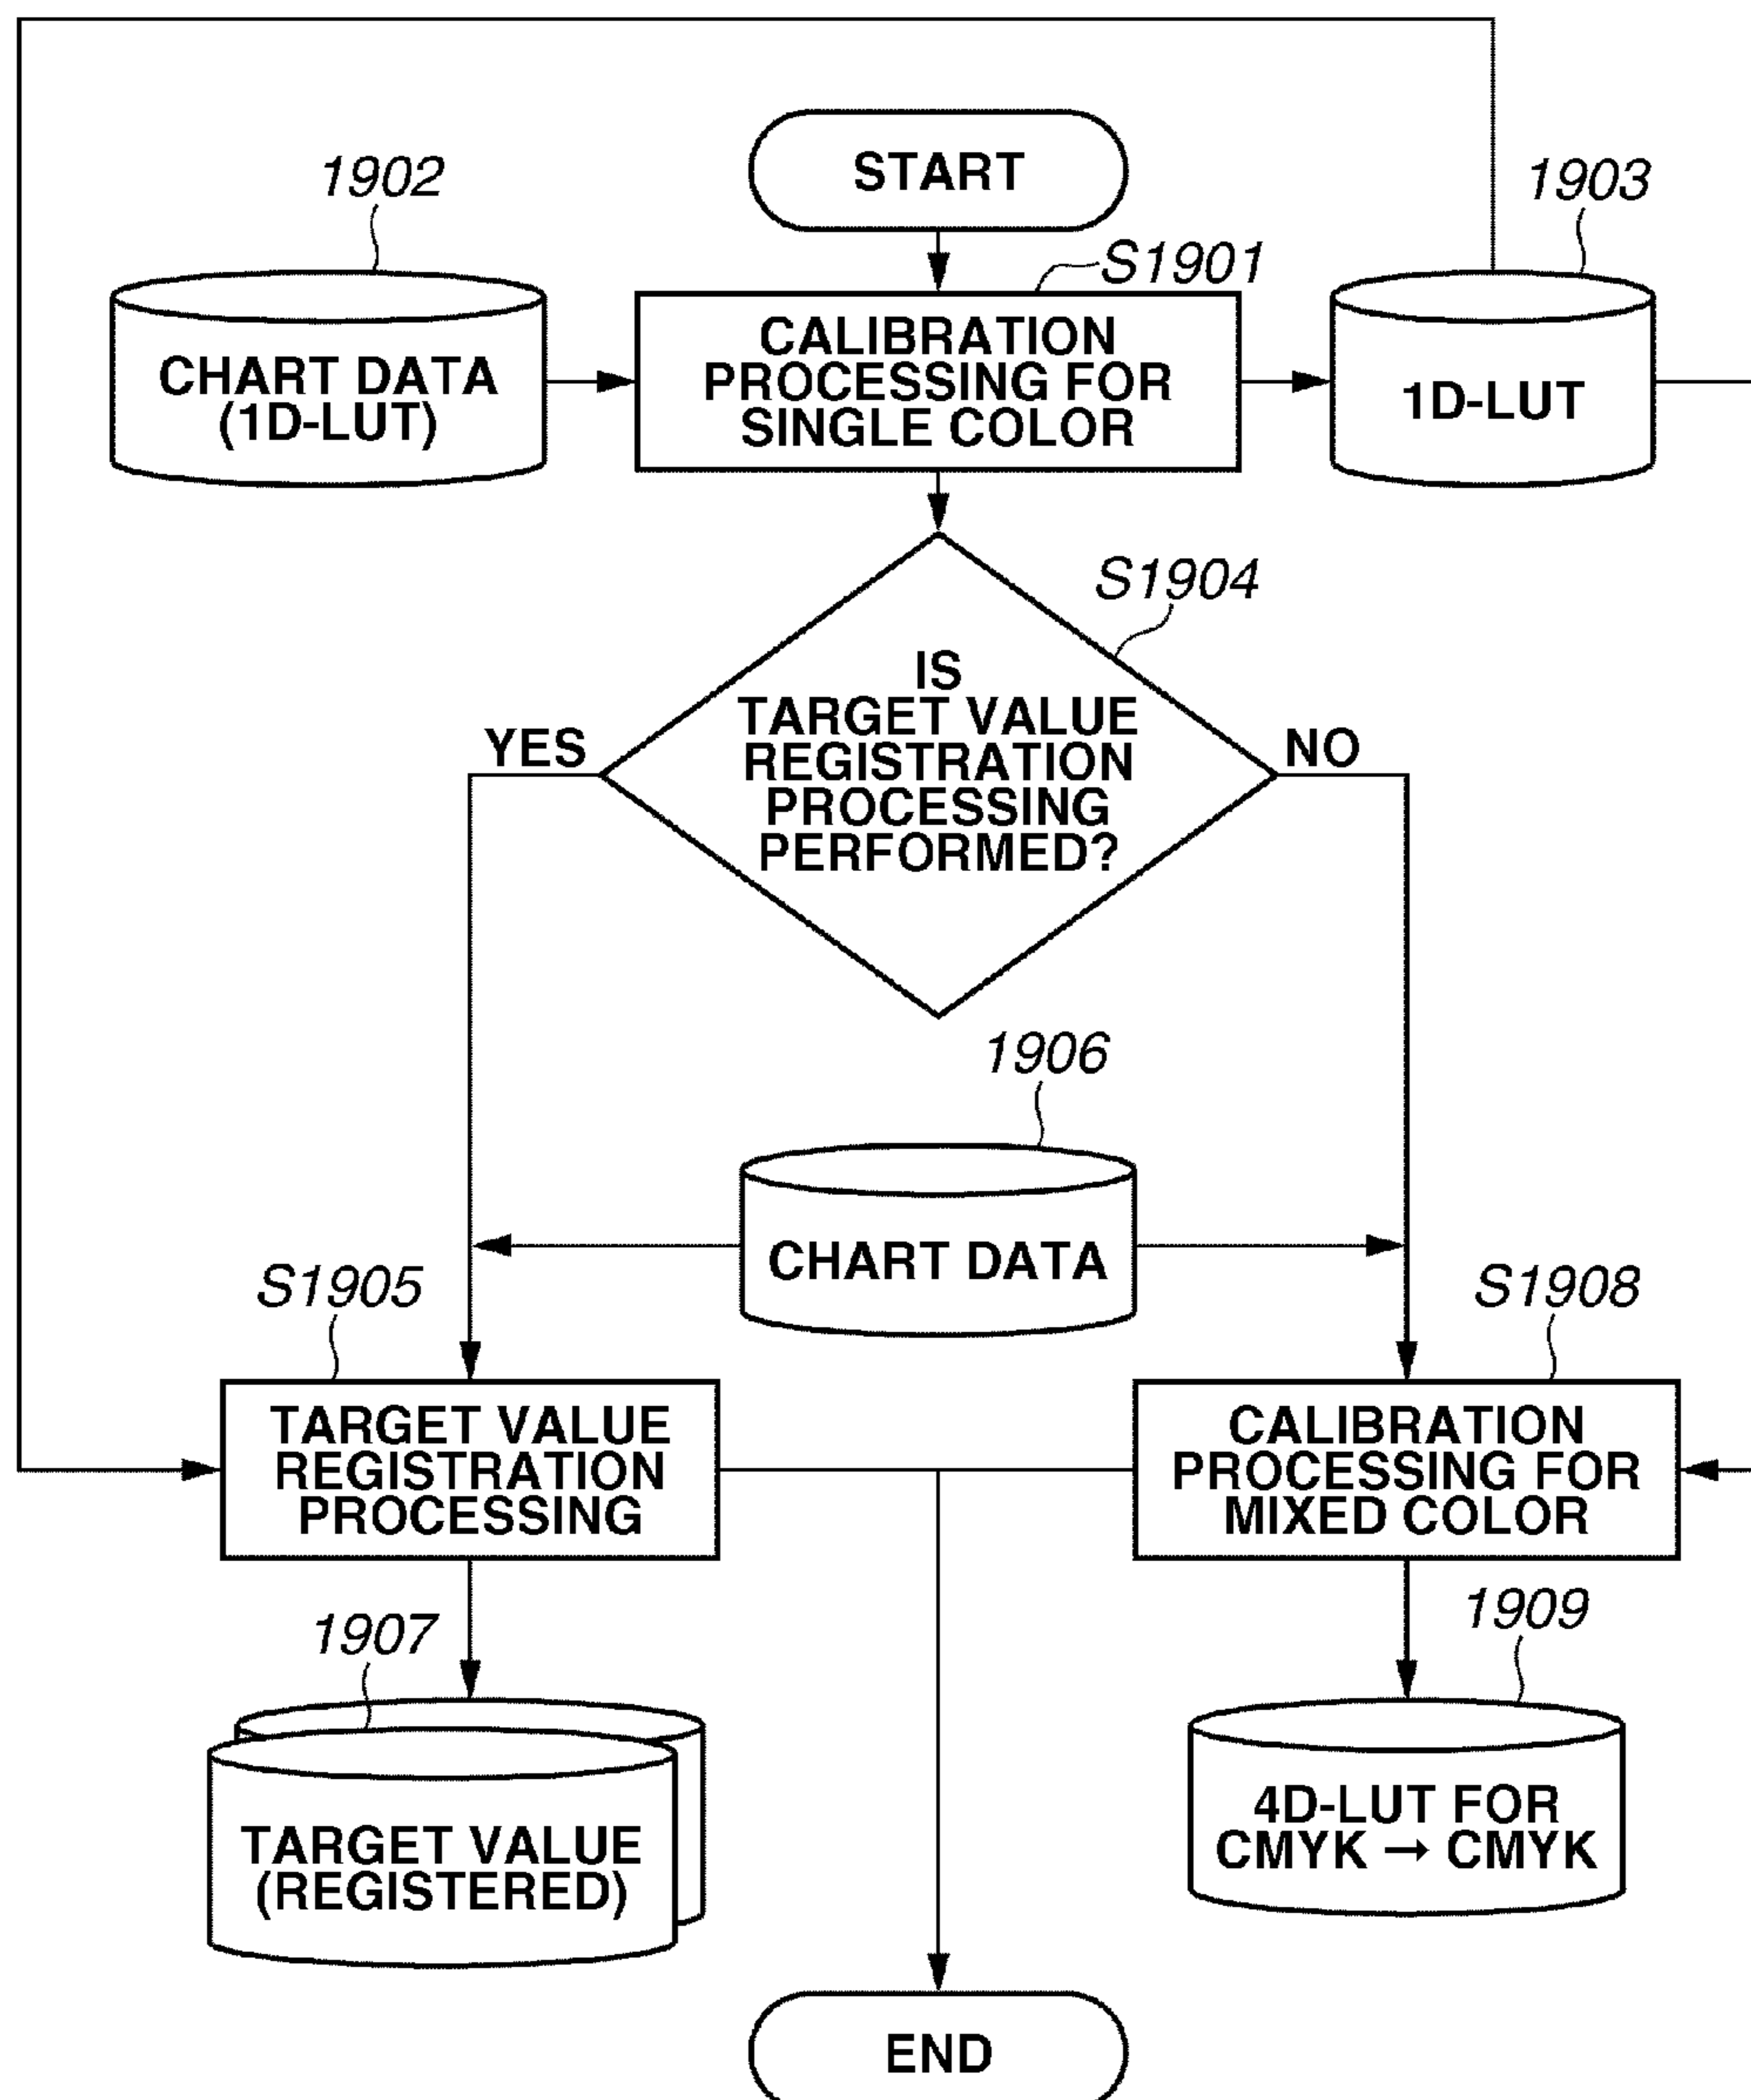 START
1902
1903
S1901
CHART DATA
(1D-LUT)
CALIBRATION
PROCESSING FOR
SINGLE COLOR
1D-LUT
S1904
IS
TARGET VALUE
REGISTRATION
PROCESSING
PERFORMED?
YES
NO
1906
CHART DATA
S1905
S1908
TARGET VALUE
REGISTRATION
PROCESSING
CALIBRATION
PROCESSING FOR
MIXED COLOR
1907
1909
TARGET VALUE
(REGISTERED)
4D-LUT FOR
CMYK → CMYK
END